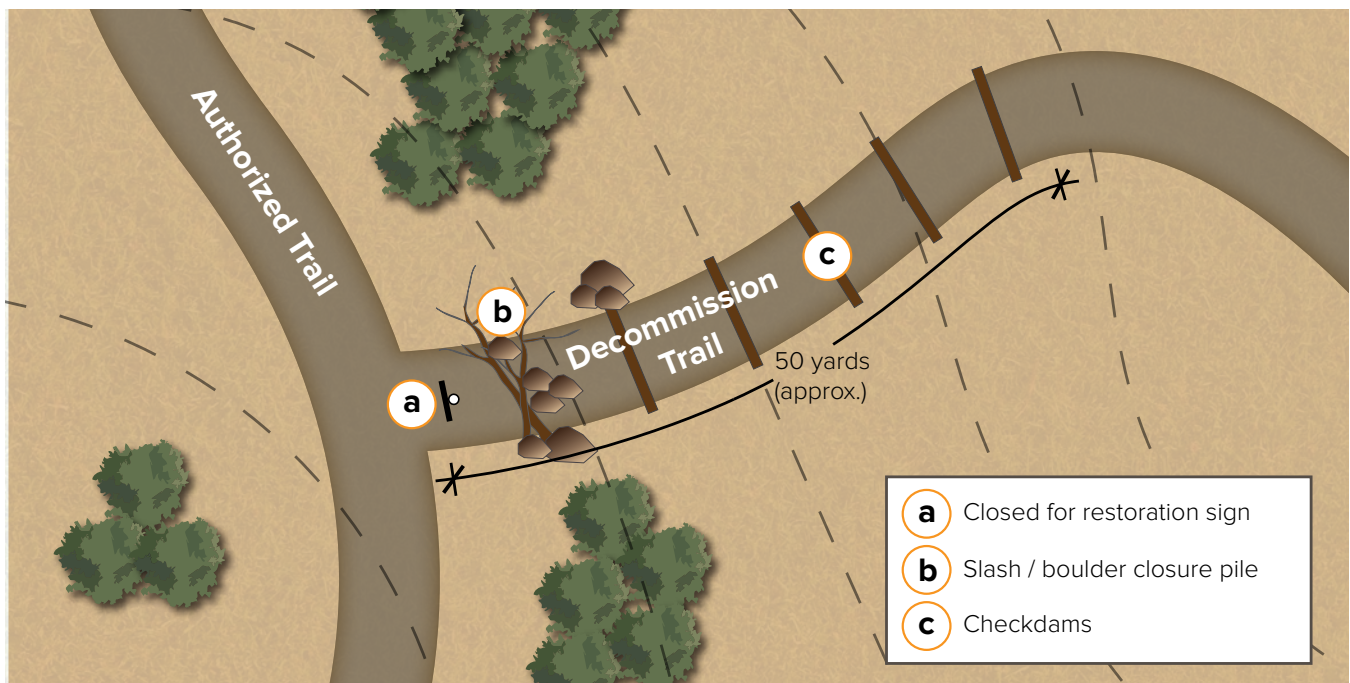 Authorized Trail
a
b
c
Decommission
Trail
50 yards
(approx.)
a Closed for restoration sign
b Slash / boulder closure pile
c Checkdams